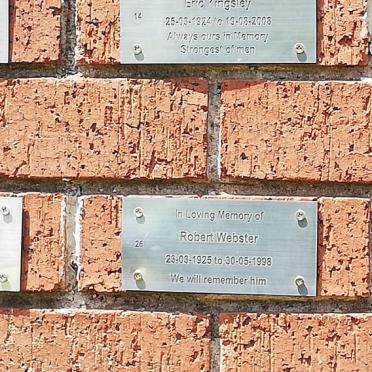 Eric Kingsley
14
25-03-1924 to 19-08-2008
Always ours in Memory
Strongest of men
In Loving Memory of
Robert Webster
26
23-03-1925 to 30-05-1998
We will remember him